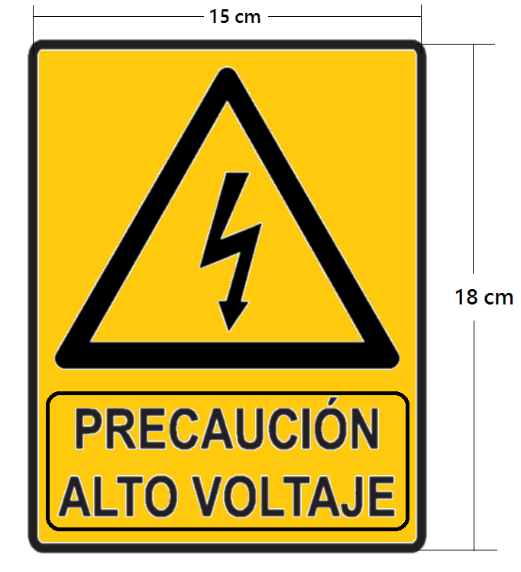 15 cm
18 cm
PRECAUCIÓN
ALTO VOLTAJE